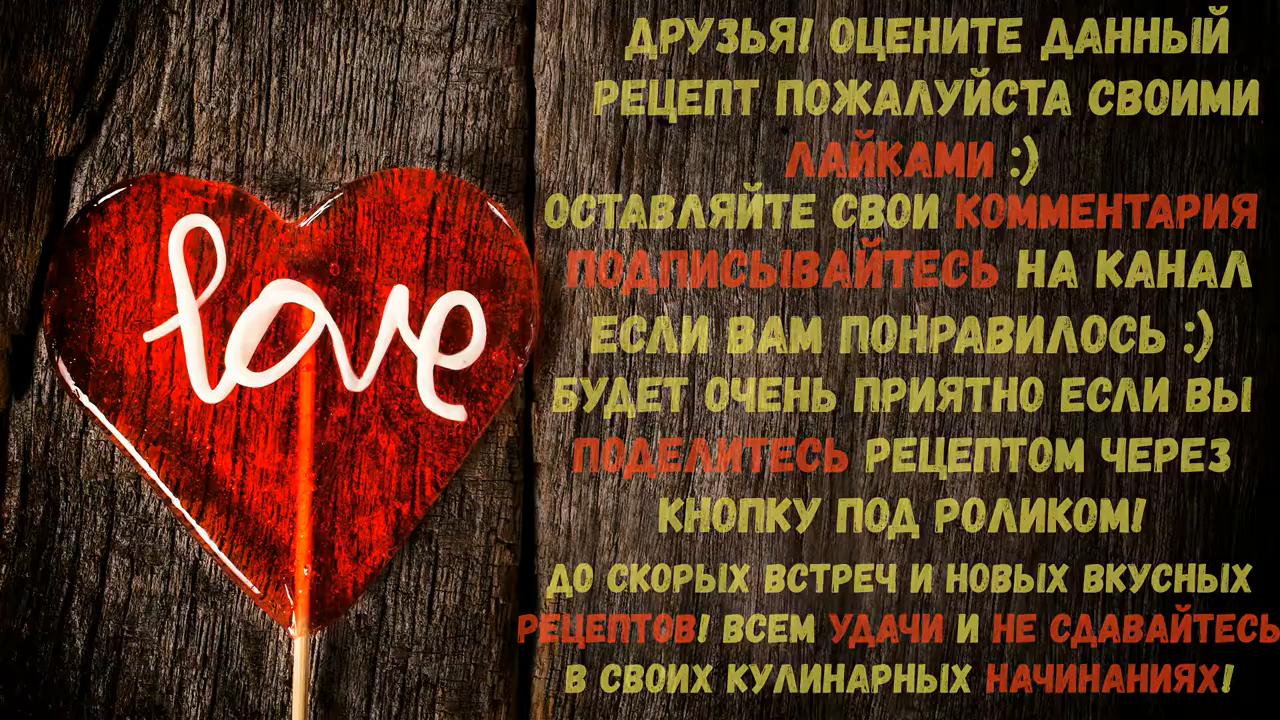 love
ДРУЗЬЯ! ОЦЕНИТЕ ДАННЫЙ
РЕЦЕПТ ПОЖАЛУЙСТА СВОИМИ
ЛАЙКАМИ :)
ОСТАВЛЯЙТЕ СВОИ КОММЕНТАРИЯ
ПОДПИСЫВАЙТЕСЬ НА КАНАЛ
ЕСЛИ ВАМ ПОНРАВИЛОСЬ :)
БУДЕТ ОЧЕНЬ ПРИЯТНО ЕСЛИ ВЫ
ПОДЕЛИТЕСЬ РЕЦЕПТОМ ЧЕРЕЗ
КНОПКУ ПОД РОЛИКОМ!
ДО СКОРЫХ ВСТРЕЧ И НОВЫХ ВКУСНЫХ
РЕЦЕПТОВ! ВСЕМ УДАЧИ И НЕ СДАВАЙТЕСЬ
В СВОИХ КУЛИНАРНЫХ НАЧИНАНИЯХ!